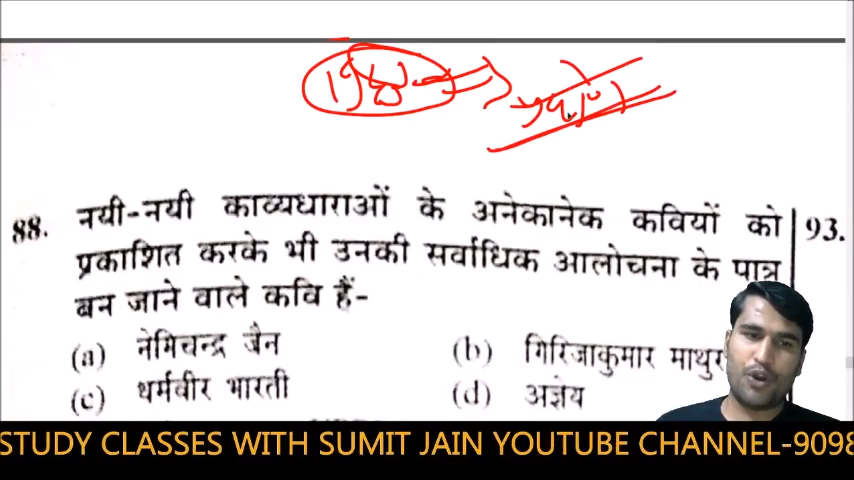 88. नयी-नयी काव्यधाराओं के अनेकानेक कवियों को
प्रकाशित करके भी उनकी सर्वाधिक आलोचना के पात्र
बन जाने वाले कवि हैं-
(a) नेमिचन्द्र जैन (b) गिरिजाकुमार माथुर
(c) धर्मवीर भारती (d) अज्ञेय
93.
STUDY CLASSES WITH SUMIT JAIN YOUTUBE CHANNEL-9098